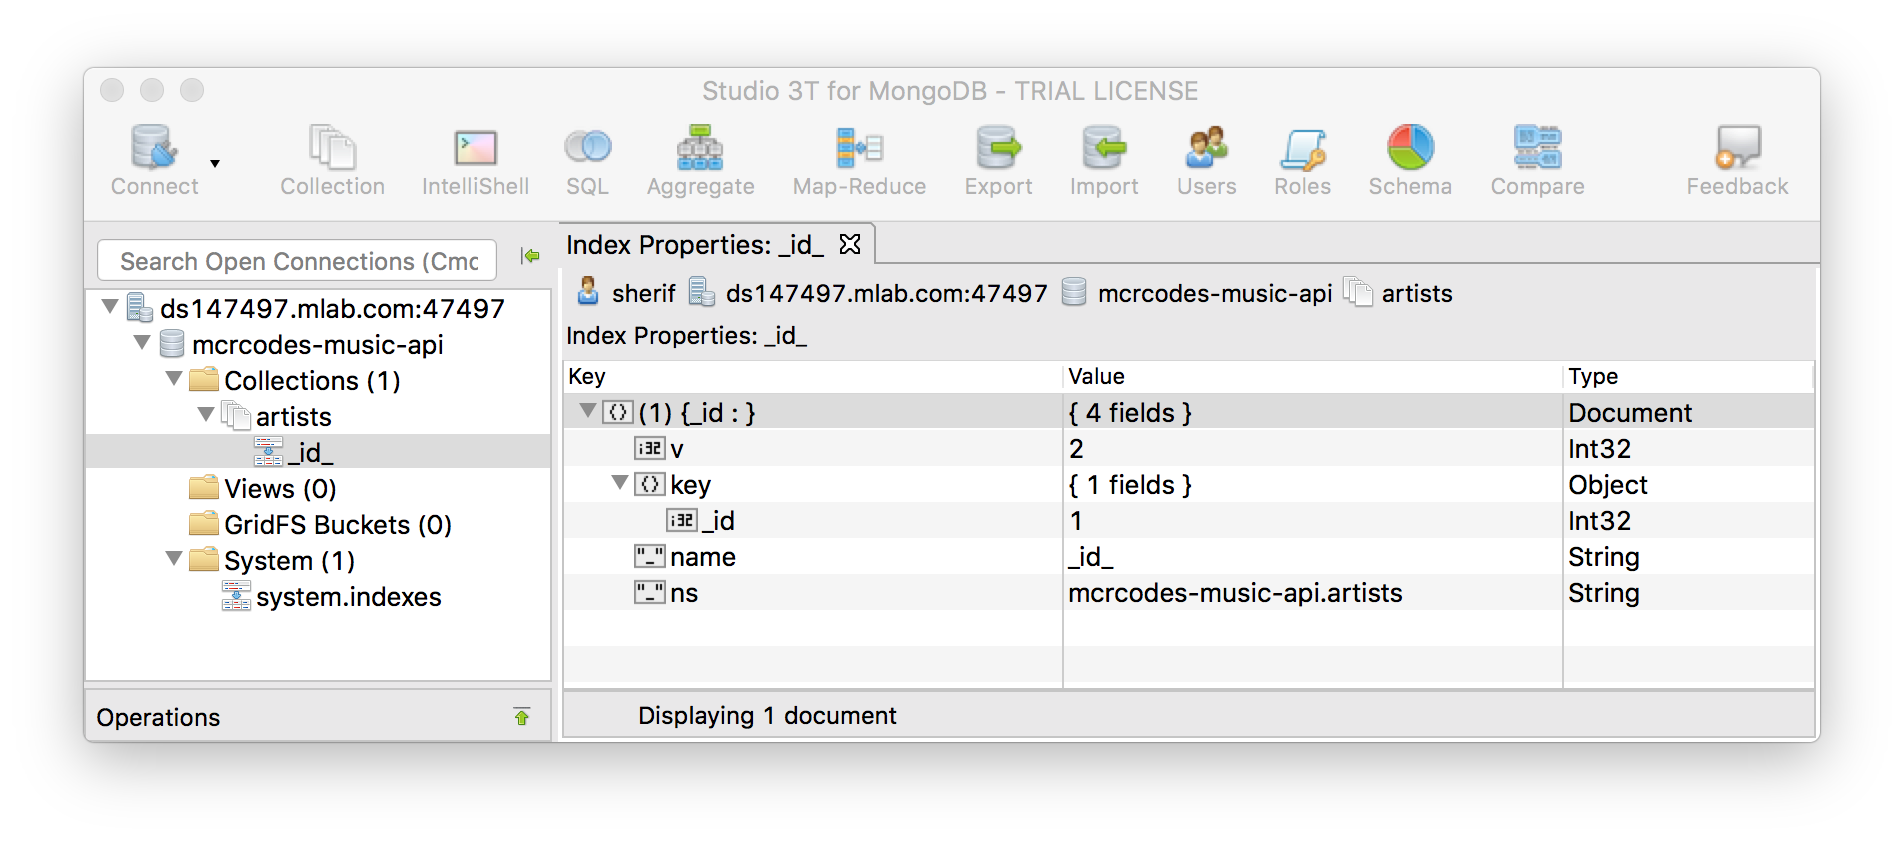 Studio 3T for MongoDB - TRIAL LICENSE
Connect Collection IntelliShell SQL Aggregate Map-Reduce Export Import Users Roles Schema Compare Feedback
Search Open Connections (Cmd
ds147497.mlab.com:47497
mcrcodes-music-api
Collections (1)
artists
_id_
Views (0)
GridFS Buckets (0)
System (1)
system.indexes
Operations
Index Properties: _id_
sherif ds147497.mlab.com:47497 mcrcodes-music-api artists
Index Properties: _id_
Key Value Type
(1) {_id : } { 4 fields } Document
i32 v 2 Int32
key { 1 fields } Object
i32 _id 1 Int32
"_" name _id_ String
"_" ns mcrcodes-music-api.artists String
Displaying 1 document